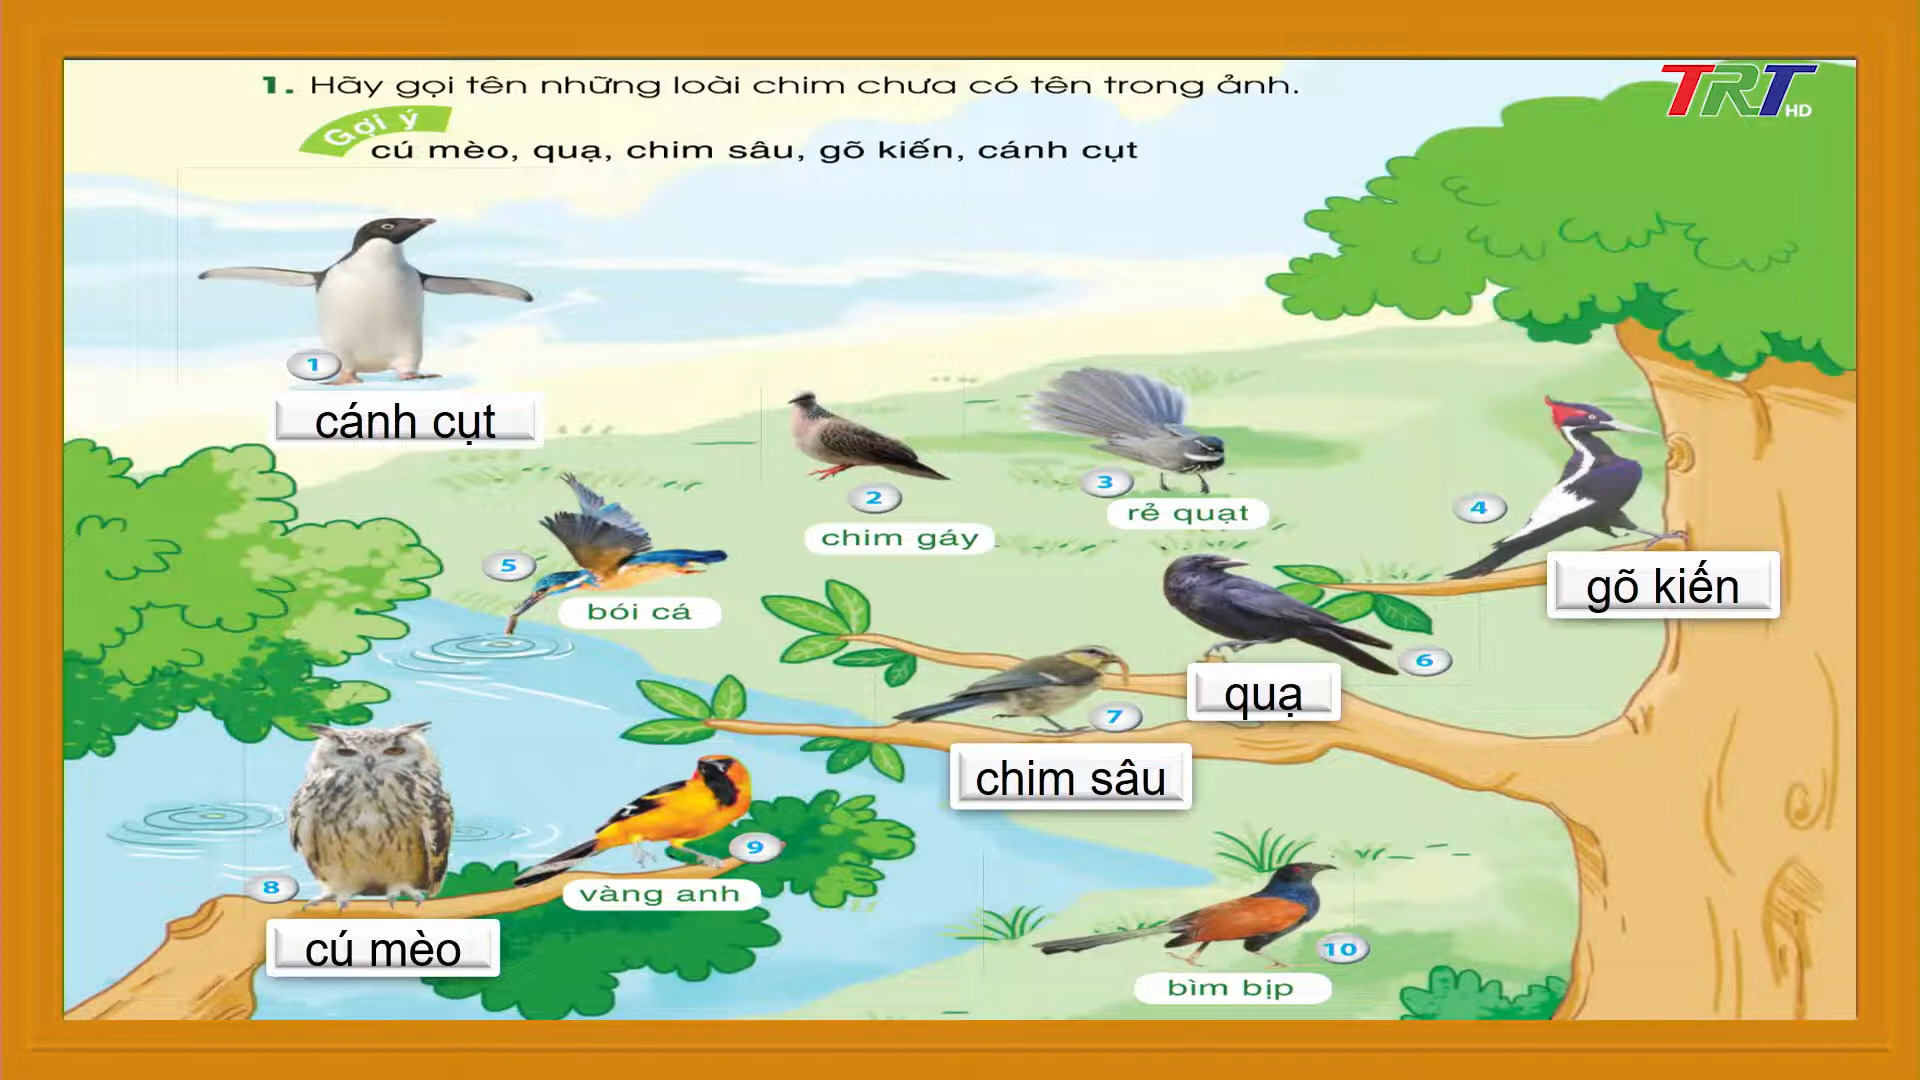 1. Hãy gọi tên những loài chim chưa có tên trong ảnh.
TRT HD
Gợi ý
cú mèo, quạ, chim sâu, gõ kiến, cánh cụt
1
cánh cụt
2
chim gáy
3
rẻ quạt
4
gõ kiến
5
bói cá
6
quạ
7
chim sâu
8
cú mèo
9
vàng anh
10
bìm bịp